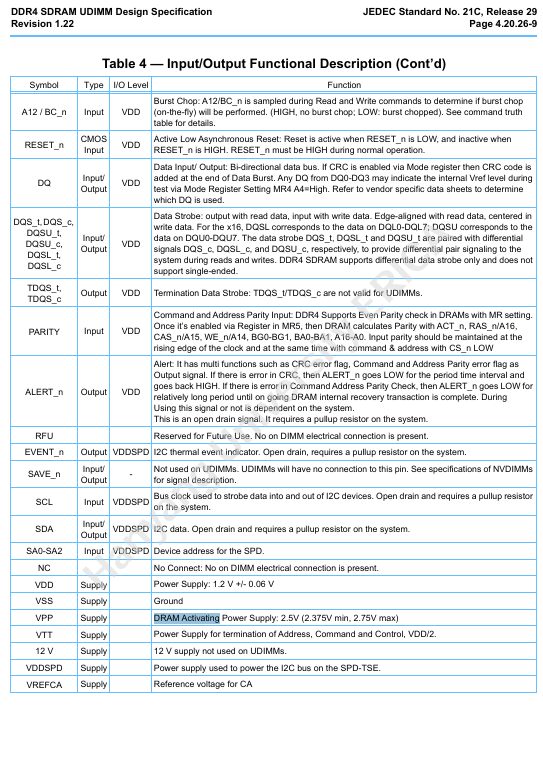 DDR4 SDRAM UDIMM Design Specification
Revision 1.22
JEDEC Standard No. 21C, Release 29
Page 4.20.26-9
Table 4 — Input/Output Functional Description (Cont'd)
Symbol Type I/O Level Function
A12 / BC_n Input VDD
Burst Chop: A12/BC_n is sampled during Read and Write commands to determine if burst chop
(on-the-fly) will be performed. (HIGH, no burst chop; LOW: burst chopped). See command truth
table for details.
RESET_n
CMOS
Input
VDD
Active Low Asynchronous Reset: Reset is active when RESET_n is LOW, and inactive when
RESET_n is HIGH. RESET_n must be HIGH during normal operation.
DQ
Input/
Output
VDD
Data Input/ Output: Bi-directional data bus. If CRC is enabled via Mode register then CRC code is
added at the end of Data Burst. Any DQ from DQ0-DQ3 may indicate the internal Vref level during
test via Mode Register Setting MR4 A4=High. Refer to vendor specific data sheets to determine
which DQ is used.
DQS_t, DQS_c,
DQSU_t,
DQSU_c,
DQSL_t,
DQSL_c
Input/
Output
VDD
Data Strobe: output with read data, input with write data. Edge-aligned with read data, centered in
write data. For the x16, DQSL corresponds to the data on DQL0-DQL7; DQSU corresponds to the
data on DQU0-DQU7. The data strobe DQS_t, DQSL_t and DQSU_t are paired with differential
signals DQS_c, DQSL_c, and DQSU_c, respectively, to provide differential pair signaling to the
system during reads and writes. DDR4 SDRAM supports differential data strobe only and does not
support single-ended.
TDQS_t,
TDQS_c
Output VDD Termination Data Strobe: TDQS_t/TDQS_c are not valid for UDIMMs.
PARITY Input VDD
Command and Address Parity Input: DDR4 Supports Even Parity check in DRAMs with MR setting.
Once it's enabled via Register in MR5, then DRAM calculates Parity with ACT_n, RAS_n/A16,
CAS_n/A15, WE_n/A14, BG0-BG1, BA0-BA1, A16-A0. Input parity should be maintained at the
rising edge of the clock and at the same time with command & address with CS_n LOW
ALERT_n Output VDD
Alert: It has multi functions such as CRC error flag, Command and Address Parity error flag as
Output signal. If there is error in CRC, then ALERT_n goes LOW for the period time interval and
goes back HIGH. If there is error in Command Address Parity Check, then ALERT_n goes LOW for
relatively long period until on going DRAM internal recovery transaction is complete. During
Using this signal or not is dependent on the system.
This is an open drain signal. It requires a pullup resistor on the system.
RFU Reserved for Future Use. No on DIMM electrical connection is present.
EVENT_n Output VDDSPD I2C thermal event indicator. Open drain, requires a pullup resistor on the system.
SAVE_n
Input/
Output
-
Not used on UDIMMs. UDIMMs will have no connection to this pin. See specifications of NVDIMMs
for signal description.
SCL Input VDDSPD
Bus clock used to strobe data into and out of I2C devices. Open drain and requires a pullup resistor
on the system.
SDA
Input/
Output
VDDSPD I2C data. Open drain and requires a pullup resistor on the system.
SA0-SA2 Input VDDSPD Device address for the SPD.
NC No Connect: No on DIMM electrical connection is present.
VDD Supply Power Supply: 1.2 V +/- 0.06 V
VSS Supply Ground
VPP Supply DRAM Activating Power Supply: 2.5V (2.375V min, 2.75V max)
VTT Supply Power Supply for termination of Address, Command and Control, VDD/2.
12 V Supply 12 V supply not used on UDIMMs.
VDDSPD Supply Power supply used to power the I2C bus on the SPD-TSE.
VREFCA Supply Reference voltage for CA